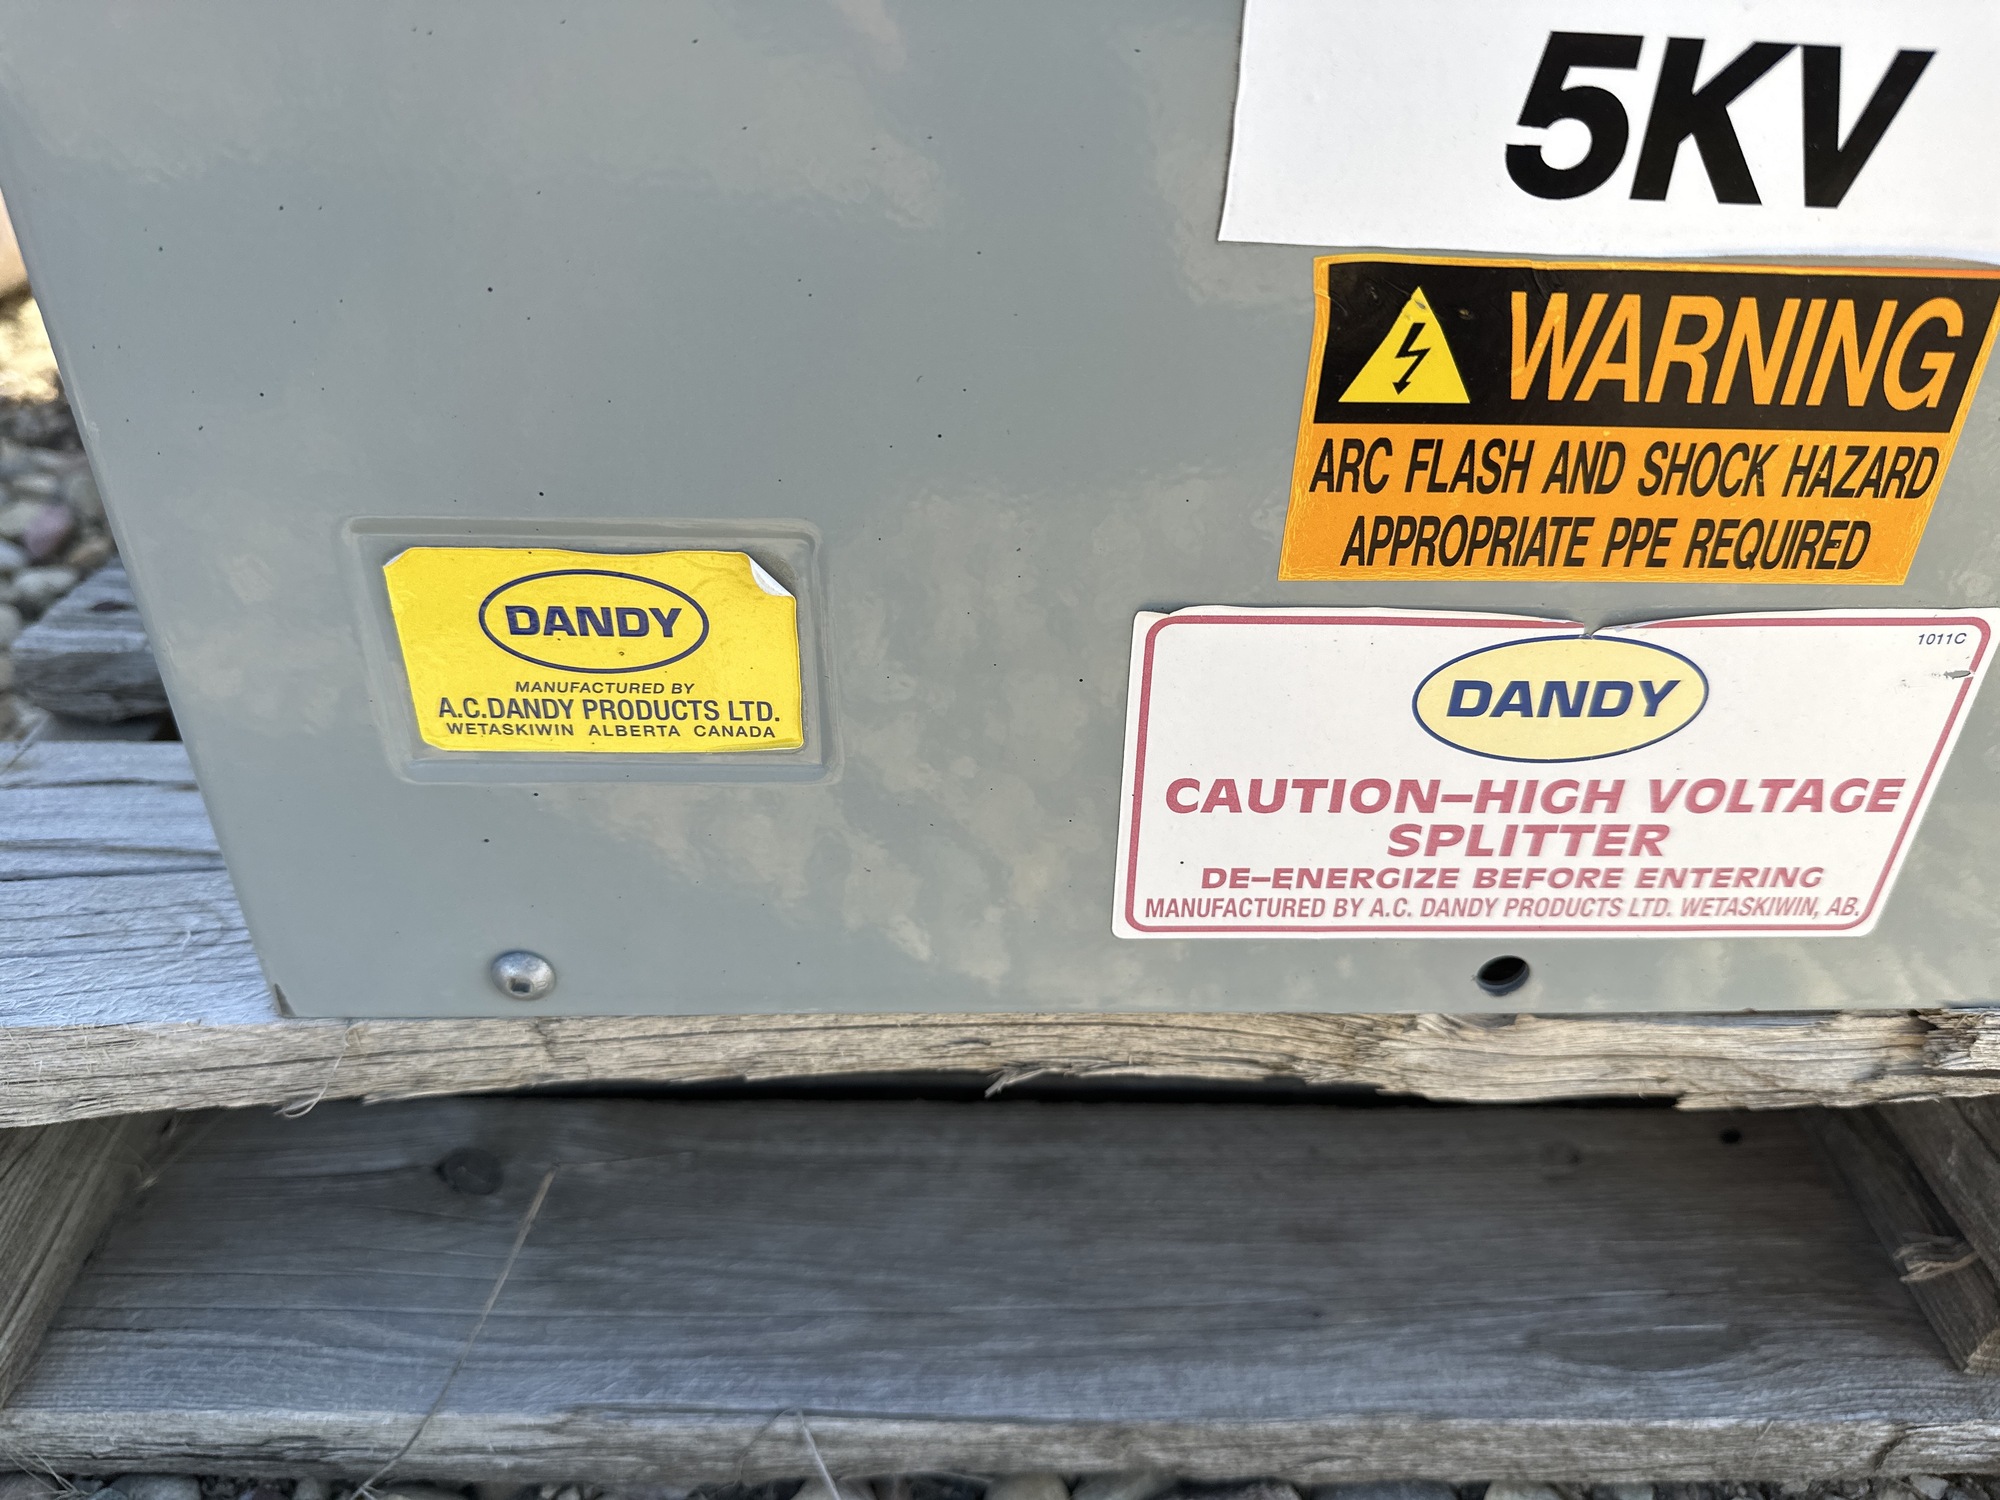 5KV
WARNING
ARC FLASH AND SHOCK HAZARD
APPROPRIATE PPE REQUIRED
DANDY
MANUFACTURED BY
A.C.DANDY PRODUCTS LTD.
WETASKIWIN ALBERTA CANADA
1011C
DANDY
CAUTION-HIGH VOLTAGE
SPLITTER
DE-ENERGIZE BEFORE ENTERING
MANUFACTURED BY A.C. DANDY PRODUCTS LTD. WETASKIWIN, AB.